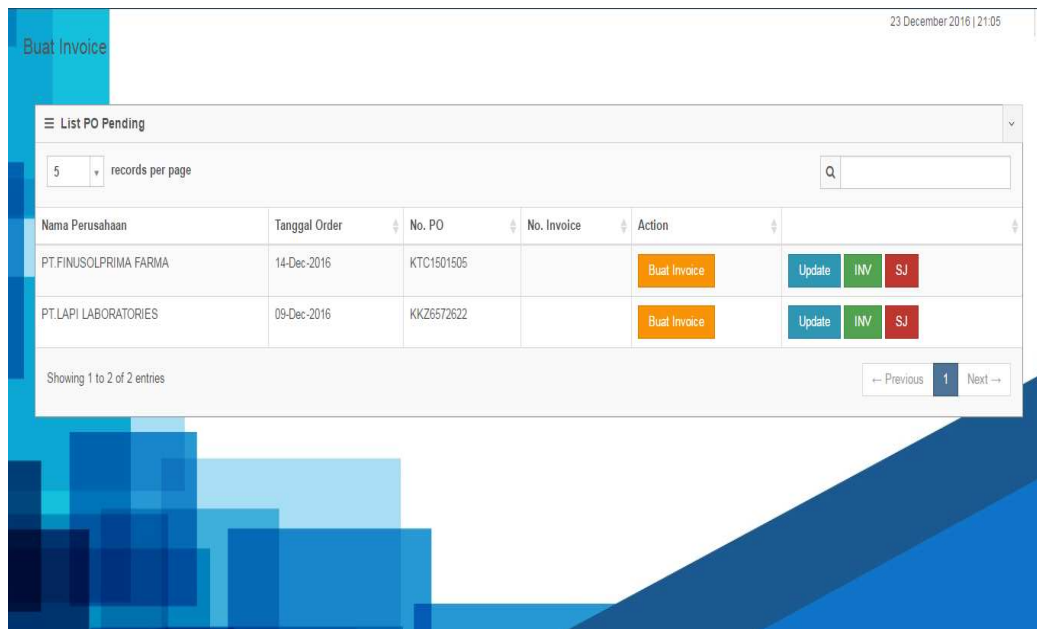 23 December 2016 | 21:05
Buat Invoice
☰ List PO Pending
5 records per page
Nama Perusahaan Tanggal Order No. PO No. Invoice Action
PT.FINUSOLPRIMA FARMA 14-Dec-2016 KTC1501505 Buat Invoice Update INV SJ
PT.LAPI LABORATORIES 09-Dec-2016 KKZ6572622 Buat Invoice Update INV SJ
Showing 1 to 2 of 2 entries ← Previous 1 Next →